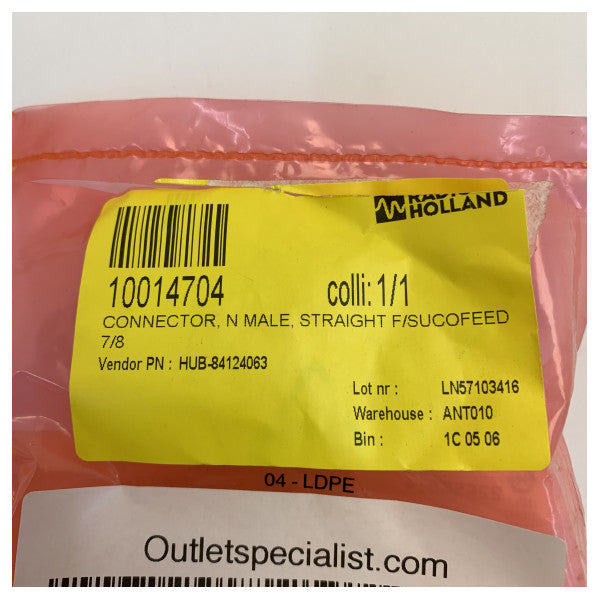 RADIO
HOLLAND
10014704 colli: 1/1
CONNECTOR, N MALE, STRAIGHT F/SUCOFEED
7/8
Vendor PN : HUB-84124063
Lot nr : LN57103416
Warehouse : ANT010
Bin : 1C 05 06
04 - LDPE
Outletspecialist.com